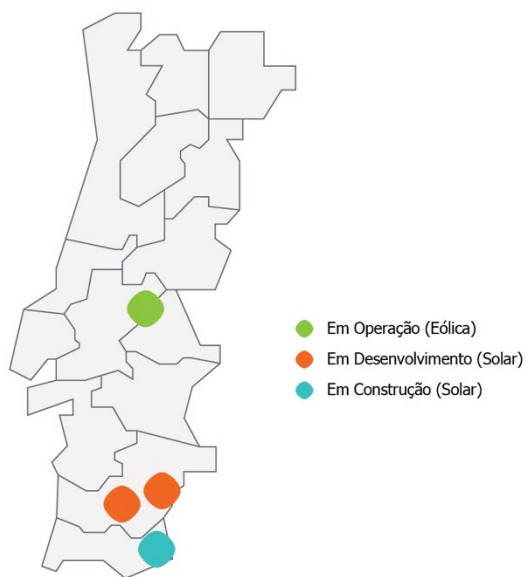 Em Operação (Eólica)
Em Desenvolvimento (Solar)
Em Construção (Solar)